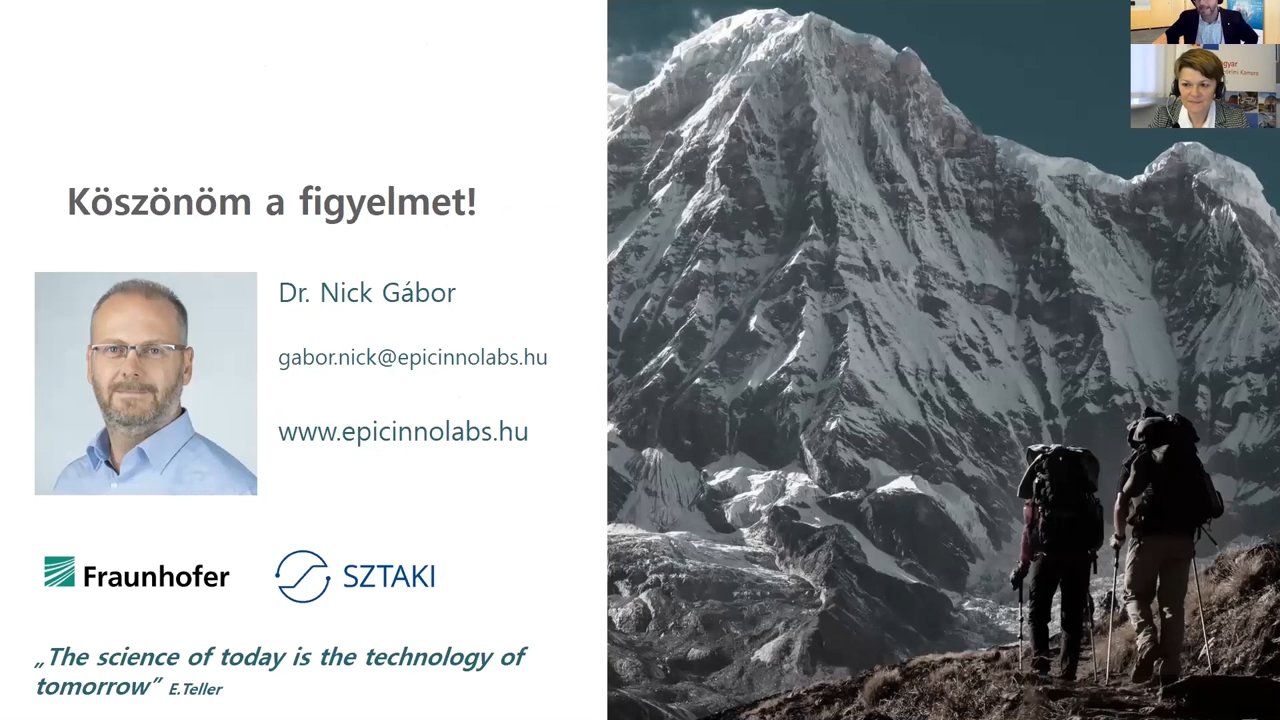 Köszönöm a figyelmet!
Dr. Nick Gábor
gabor.nick@epicinnolabs.hu
www.epicinnolabs.hu
Fraunhofer
SZTAKI
„The science of today is the technology of
tomorrow” E.Teller